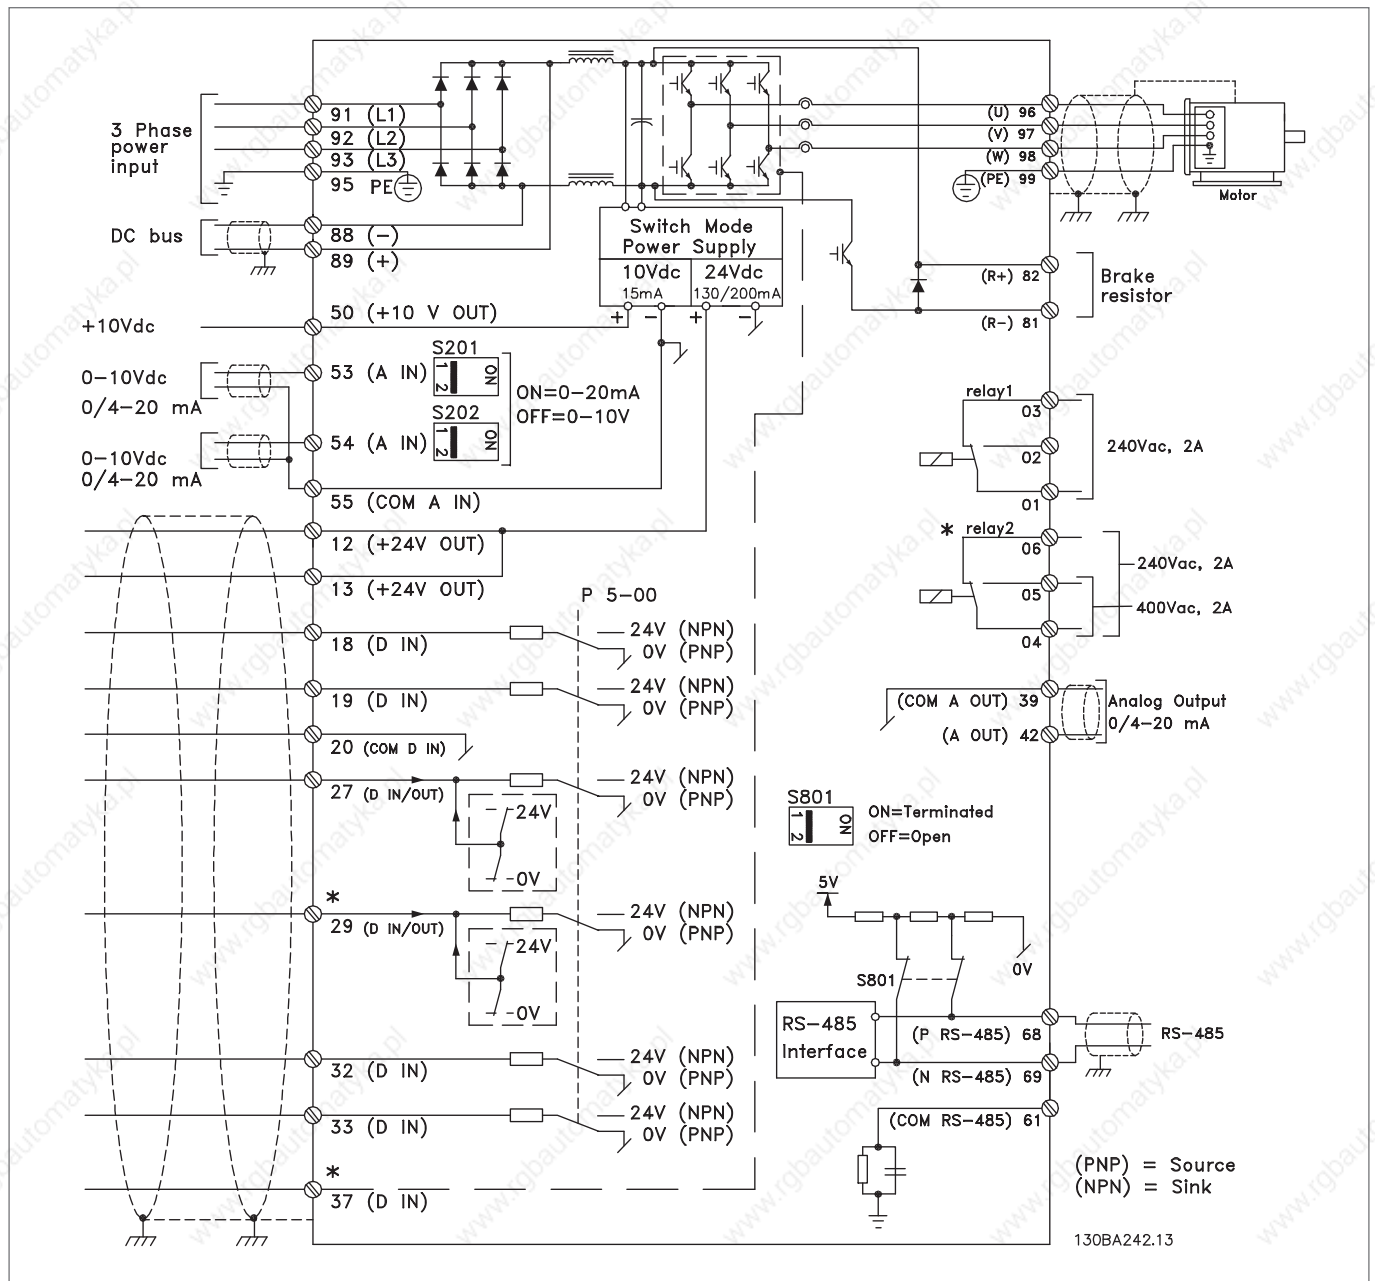 3 Phase
power
input
91 (L1)
92 (L2)
93 (L3)
95 PE
DC bus
88 (-)
89 (+)
+10Vdc
50 (+10 V OUT)
Switch Mode
Power Supply
10Vdc
15mA
24Vdc
130/200mA
+ - + -
0-10Vdc
0/4-20 mA
53 (A IN)
S201
1 2
ON
ON=0-20mA
OFF=0-10V
0-10Vdc
0/4-20 mA
54 (A IN)
S202
1 2
ON
55 (COM A IN)
12 (+24V OUT)
13 (+24V OUT)
P 5-00
18 (D IN)
24V (NPN)
0V (PNP)
19 (D IN)
24V (NPN)
0V (PNP)
20 (COM D IN)
27 (D IN/OUT)
24V (NPN)
0V (PNP)
24V
0V
*
29 (D IN/OUT)
24V (NPN)
0V (PNP)
24V
0V
32 (D IN)
24V (NPN)
0V (PNP)
33 (D IN)
24V (NPN)
0V (PNP)
*
37 (D IN)
(U) 96
(V) 97
(W) 98
(PE) 99
Motor
(R+) 82
(R-) 81
Brake
resistor
relay1
03
02
01
240Vac, 2A
* relay2
06
05
04
240Vac, 2A
400Vac, 2A
(COM A OUT) 39
(A OUT) 42
Analog Output
0/4-20 mA
S801
1 2
ON
ON=Terminated
OFF=Open
5V
0V
S801
RS-485
Interface
(P RS-485) 68
(N RS-485) 69
RS-485
(COM RS-485) 61
(PNP) = Source
(NPN) = Sink
130BA242.13
www.rgbautomatyka.pl